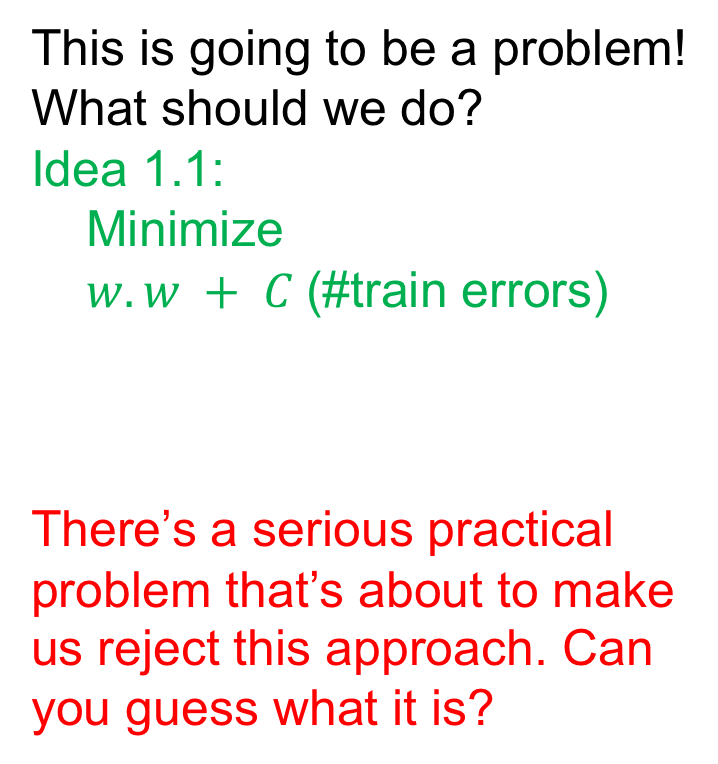 This is going to be a problem!
What should we do?
Idea 1.1:
Minimize
w.w + C (#train errors)
There’s a serious practical
problem that’s about to make
us reject this approach. Can
you guess what it is?